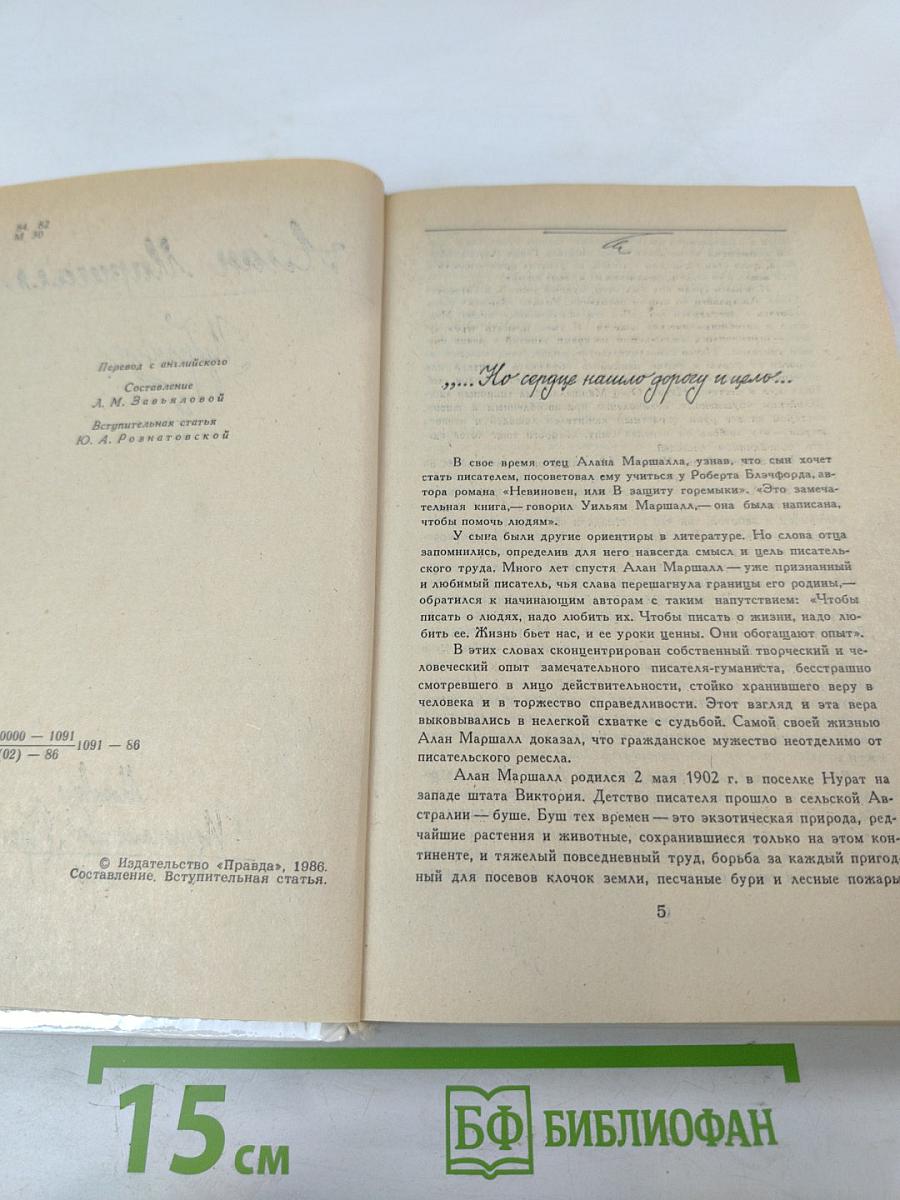 84. 82
М 30
Перевод с английского
Составление
Л. М. Завьяловой
Вступительная статья
Ю. А. Рознатовской
0000 — 1091
(02) — 86
1091 — 86
© Издательство «Правда», 1986.
Составление. Вступительная статья.
„... Но сердце нашло дорогу и цель...
В свое время отец Алана Маршалла, узнав, что сын хочет
стать писателем, посоветовал ему учиться у Роберта Блэчфорда, ав-
тора романа «Невиновен, или В защиту горемыки». «Это замеча-
тельная книга,— говорил Уильям Маршалл,— она была написана,
чтобы помочь людям».
У сына были другие ориентиры в литературе. Но слова отца
запомнились, определив для него навсегда смысл и цель писатель-
ского труда. Много лет спустя Алан Маршалл — уже признанный
и любимый писатель, чья слава перешагнула границы его родины,—
обратился к начинающим авторам с таким напутствием: «Чтобы
писать о людях, надо любить их. Чтобы писать о жизни, надо лю-
бить ее. Жизнь бьет нас, и ее уроки ценны. Они обогащают опыт».
В этих словах сконцентрирован собственный творческий и че-
ловеческий опыт замечательного писателя-гуманиста, бесстрашно
смотревшего в лицо действительности, стойко хранившего веру в
человека и в торжество справедливости. Этот взгляд и эта вера
выковывались в нелегкой схватке с судьбой. Самой своей жизнью
Алан Маршалл доказал, что гражданское мужество неотделимо от
писательского ремесла.
Алан Маршалл родился 2 мая 1902 г. в поселке Нурат на
западе штата Виктория. Детство писателя прошло в сельской Ав-
стралии — буше. Буш тех времен — это экзотическая природа, ред-
чайшие растения и животные, сохранившиеся только на этом кон-
тиненте, и тяжелый повседневный труд, борьба за каждый пригод-
ный для посевов клочок земли, песчаные бури и лесные пожары
5
15 см
БФ БИБЛИОФАН